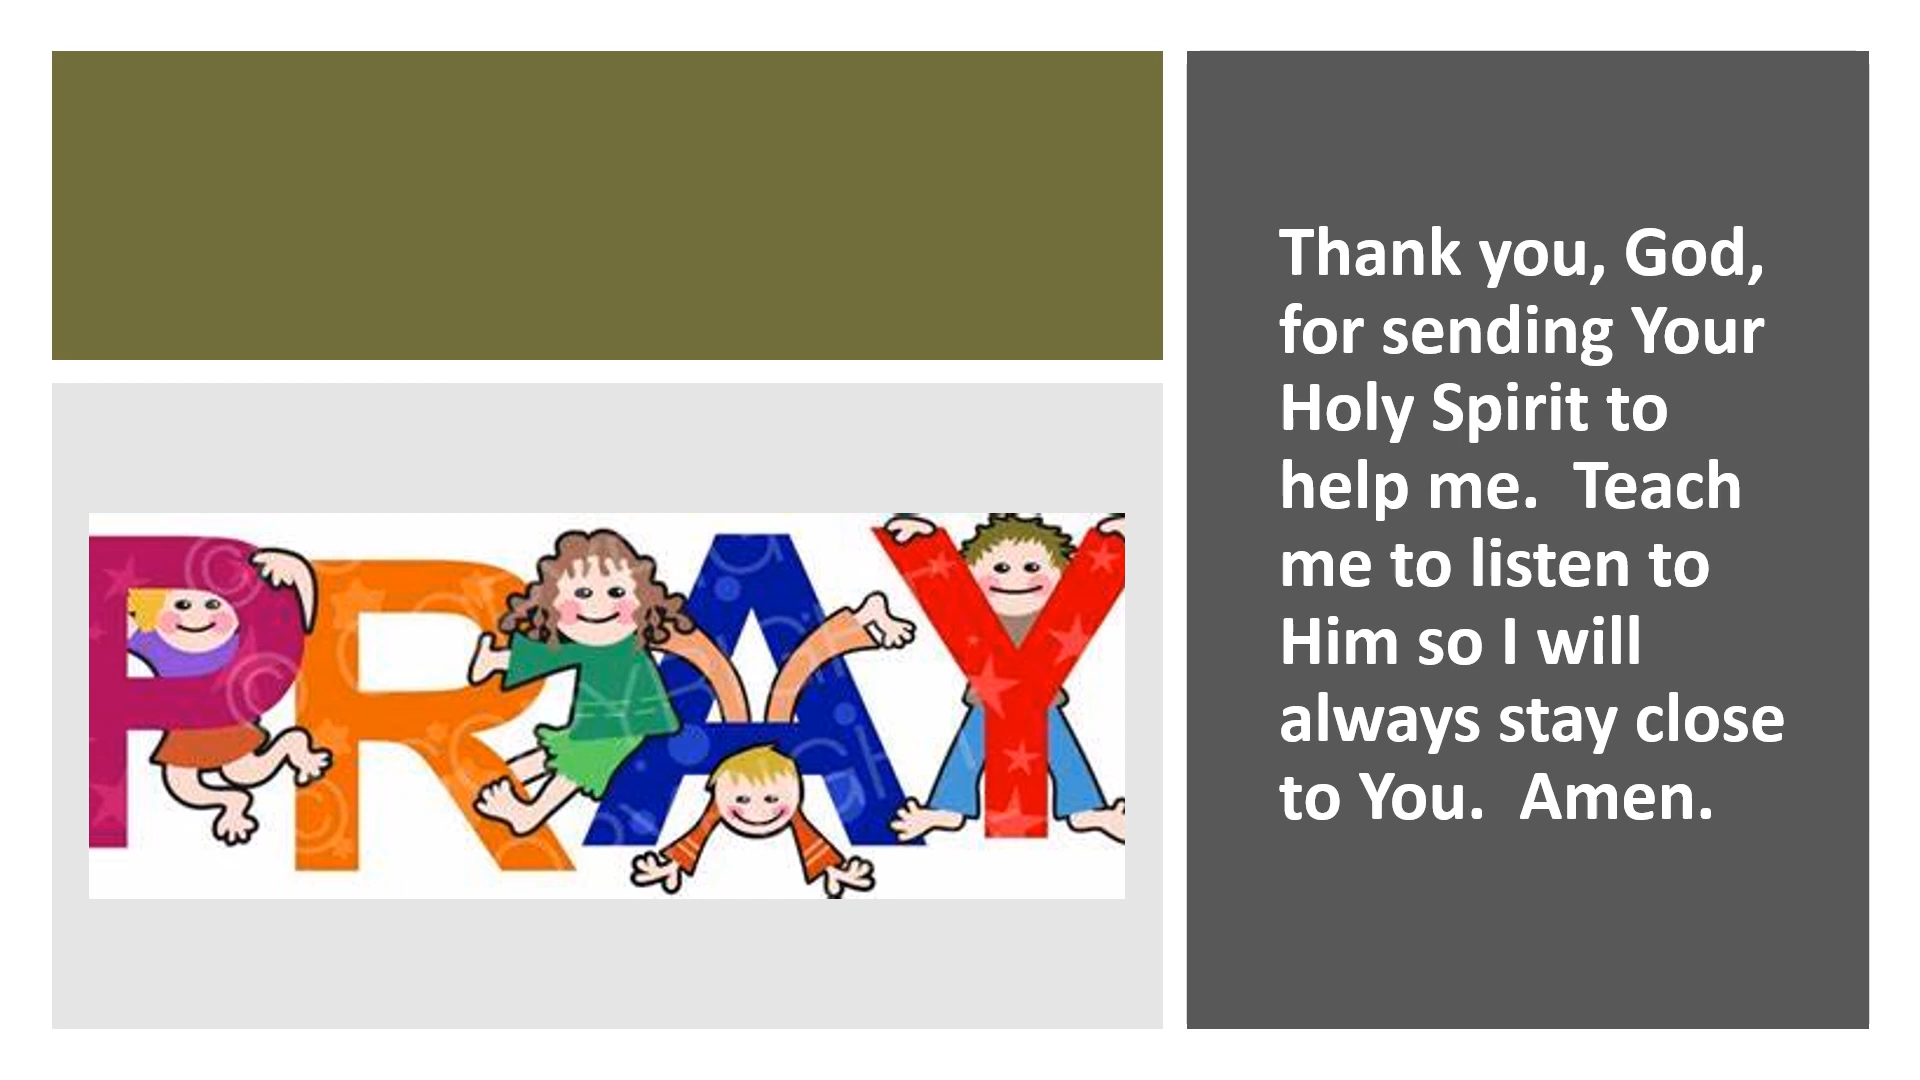 PRAY
Thank you, God,
for sending Your
Holy Spirit to
help me.  Teach
me to listen to
Him so I will
always stay close
to You.  Amen.